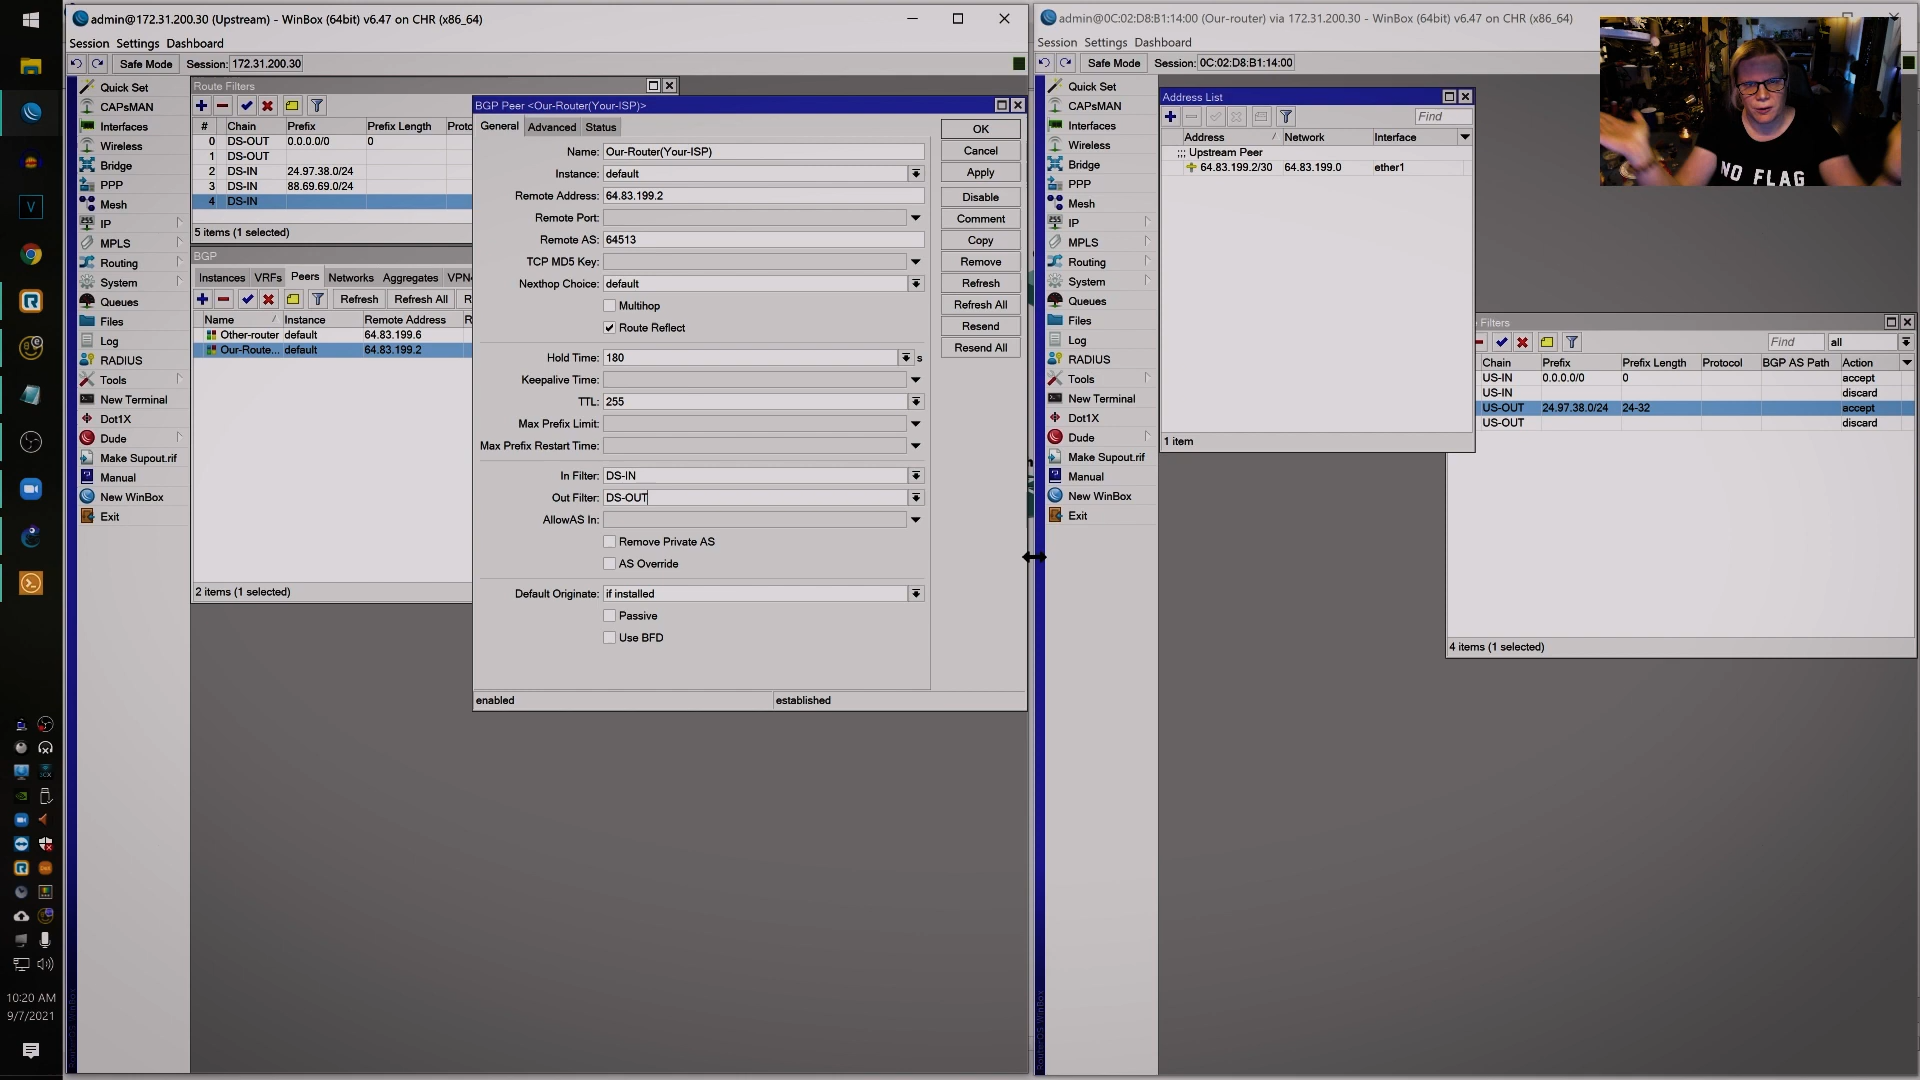 admin@172.31.200.30 (Upstream) - WinBox (64bit) v6.47 on CHR (x86_64)
Session Settings Dashboard
Safe Mode Session: 172.31.200.30
Quick Set
CAPsMAN
Interfaces
Wireless
Bridge
PPP
Mesh
IP
MPLS
Routing
System
Queues
Files
Log
RADIUS
Tools
New Terminal
Dot1X
Dude
Make Supout.rif
Manual
New WinBox
Exit
Route Filters
# Chain Prefix Prefix Length Proto
0 DS-OUT 0.0.0.0/0 0
1 DS-OUT
2 DS-IN 24.97.38.0/24
3 DS-IN 88.69.69.0/24
4 DS-IN
5 items (1 selected)
BGP
Instances VRFs Peers Networks Aggregates VPN
Refresh Refresh All R
Name Instance Remote Address R
Other-router default 64.83.199.6
Our-Route... default 64.83.199.2
2 items (1 selected)
BGP Peer <Our-Router(Your-ISP)>
General Advanced Status
Name: Our-Router(Your-ISP)
Instance: default
Remote Address: 64.83.199.2
Remote Port:
Remote AS: 64513
TCP MD5 Key:
Nexthop Choice: default
Multihop
Route Reflect
Hold Time: 180 s
Keepalive Time:
TTL: 255
Max Prefix Limit:
Max Prefix Restart Time:
In Filter: DS-IN
Out Filter: DS-OUT
AllowAS In:
Remove Private AS
AS Override
Default Originate: if installed
Passive
Use BFD
enabled established
OK
Cancel
Apply
Disable
Comment
Copy
Remove
Refresh
Refresh All
Resend
Resend All
admin@0C:02:D8:B1:14:00 (Our-router) via 172.31.200.30 - WinBox (64bit) v6.47 on CHR (x86_64)
Session Settings Dashboard
Safe Mode Session: 0C:02:D8:B1:14:00
Quick Set
CAPsMAN
Interfaces
Wireless
Bridge
PPP
Mesh
IP
MPLS
Routing
System
Queues
Files
Log
RADIUS
Tools
New Terminal
Dot1X
Dude
Make Supout.rif
Manual
New WinBox
Exit
Address List
Find
Address Network Interface
;;; Upstream Peer
64.83.199.2/30 64.83.199.0 ether1
1 item
Filters
Find all
Chain Prefix Prefix Length Protocol BGP AS Path Action
US-IN 0.0.0.0/0 0 accept
US-IN discard
US-OUT 24.97.38.0/24 24-32 accept
US-OUT discard
4 items (1 selected)
NO FLAG
10:20 AM
9/7/2021